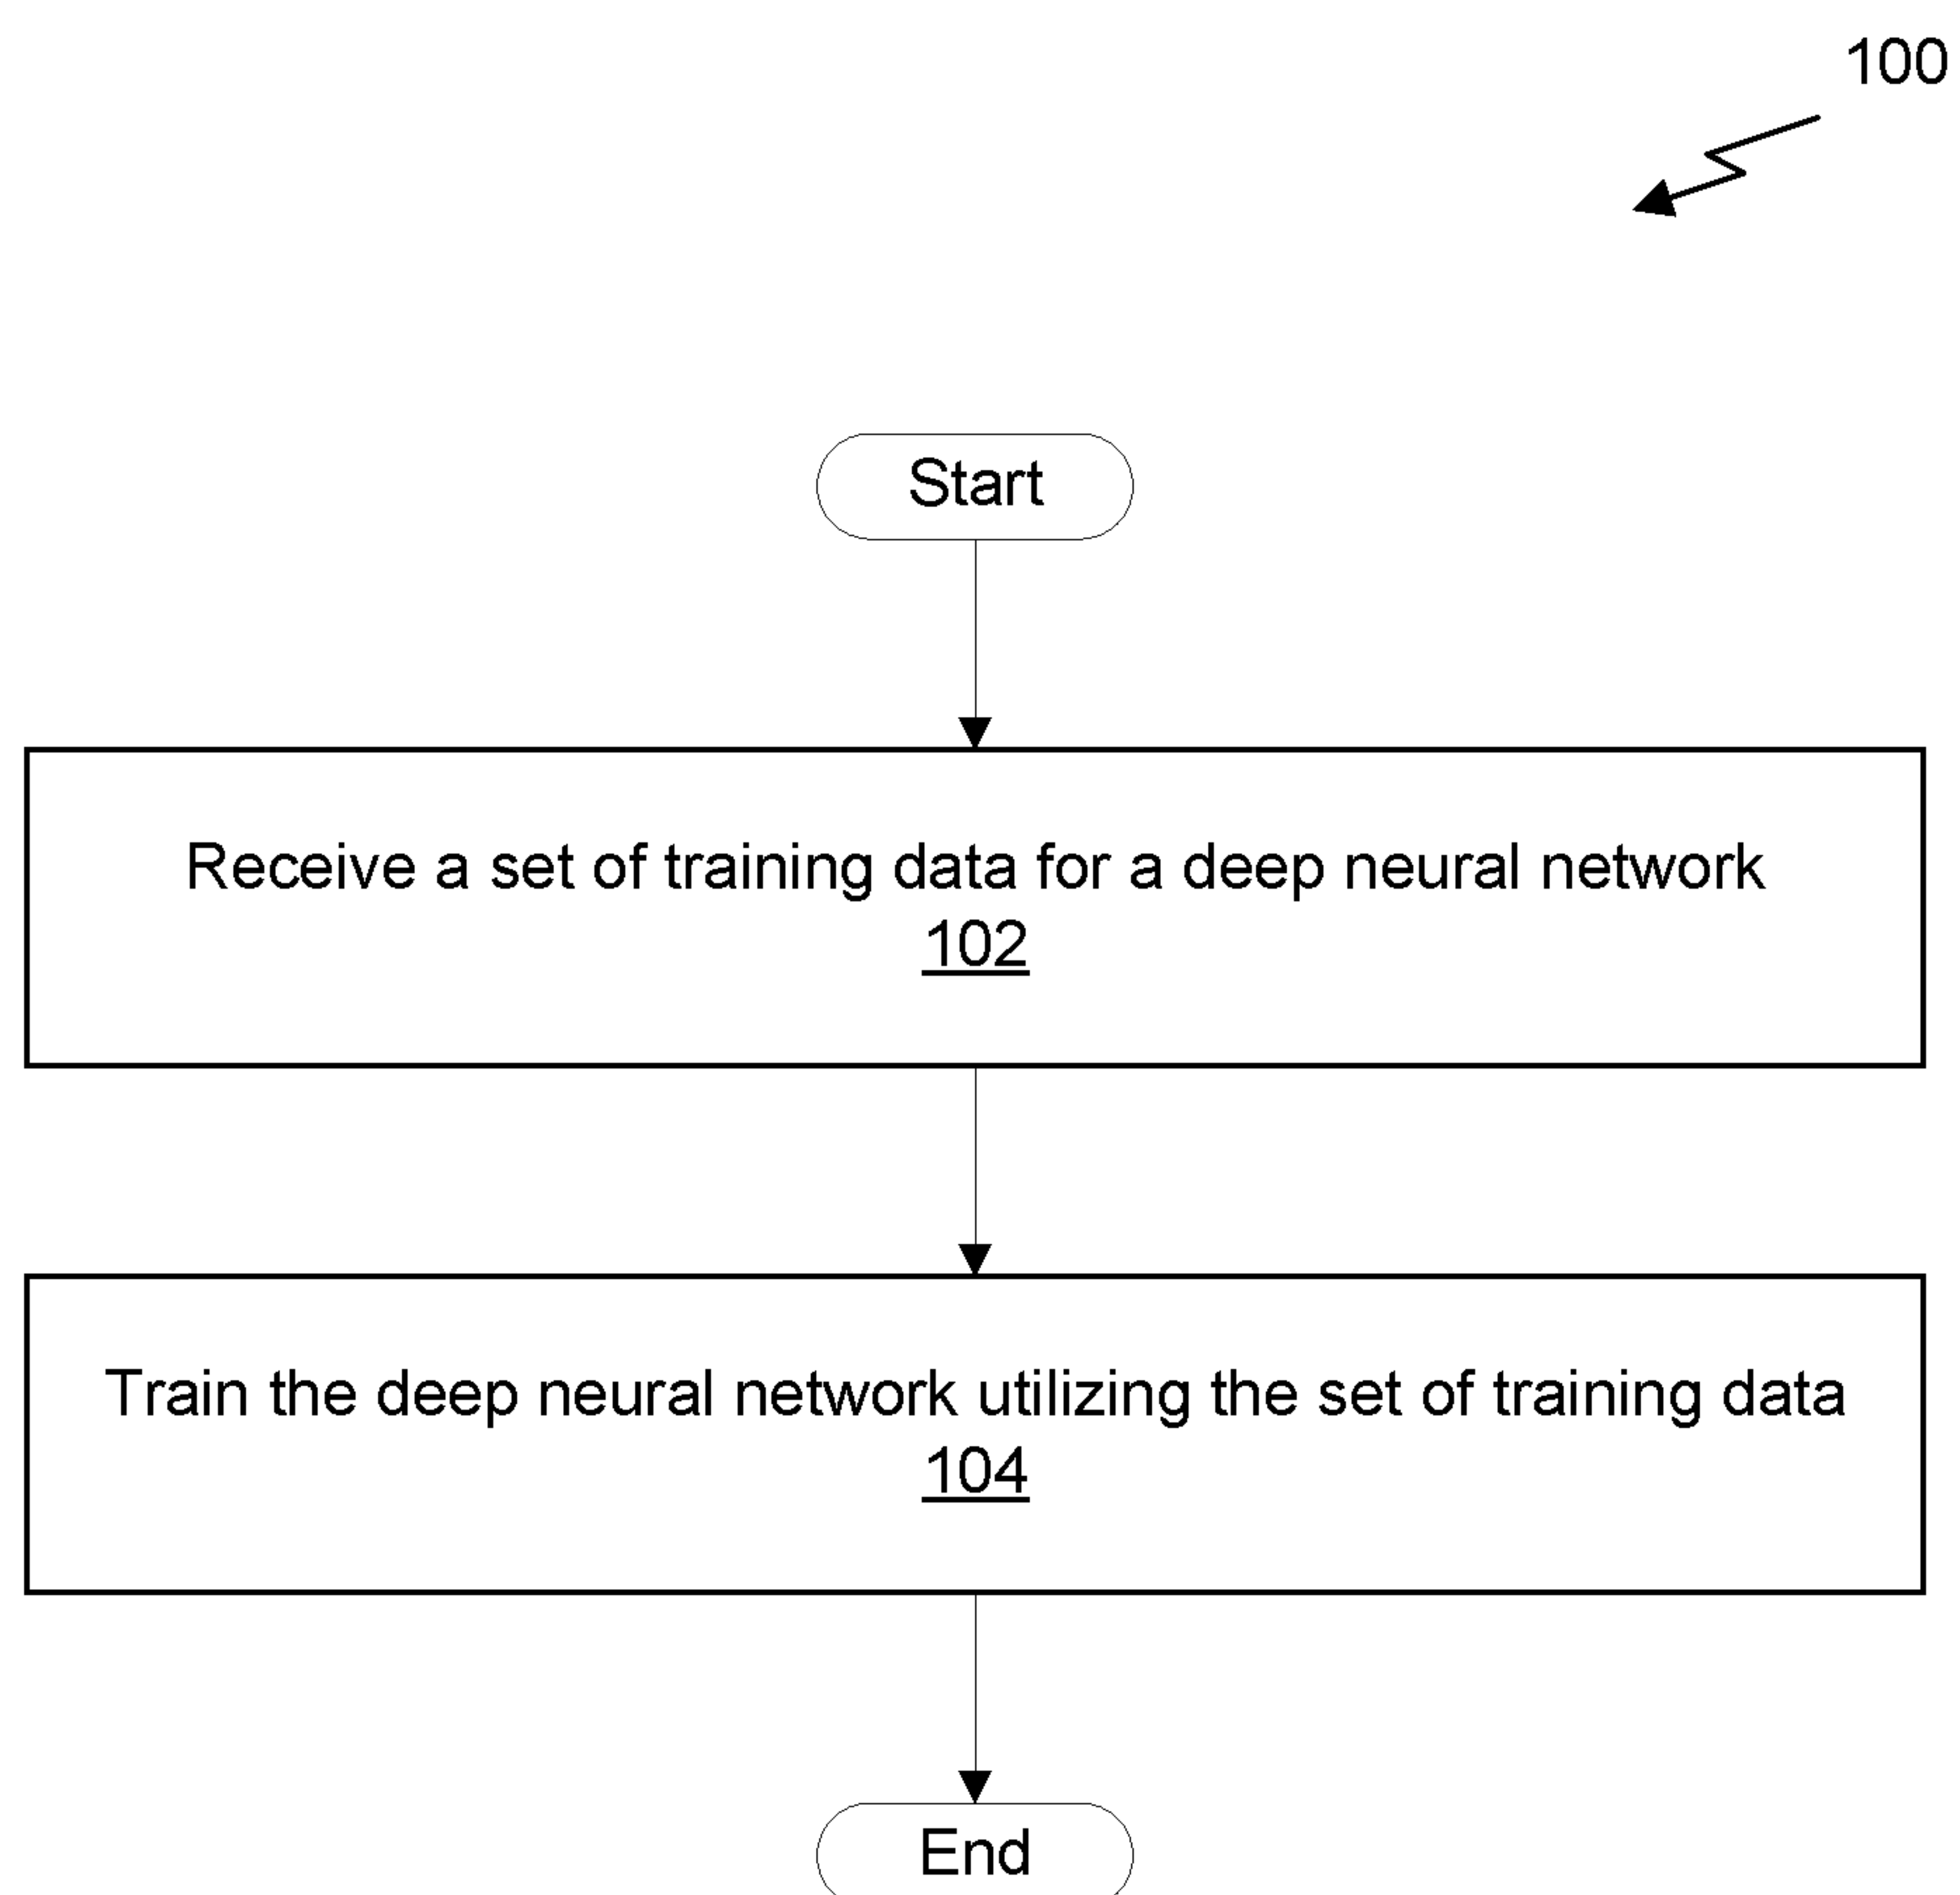 100
Start
Receive a set of training data for a deep neural network
102
Train the deep neural network utilizing the set of training data
104
End